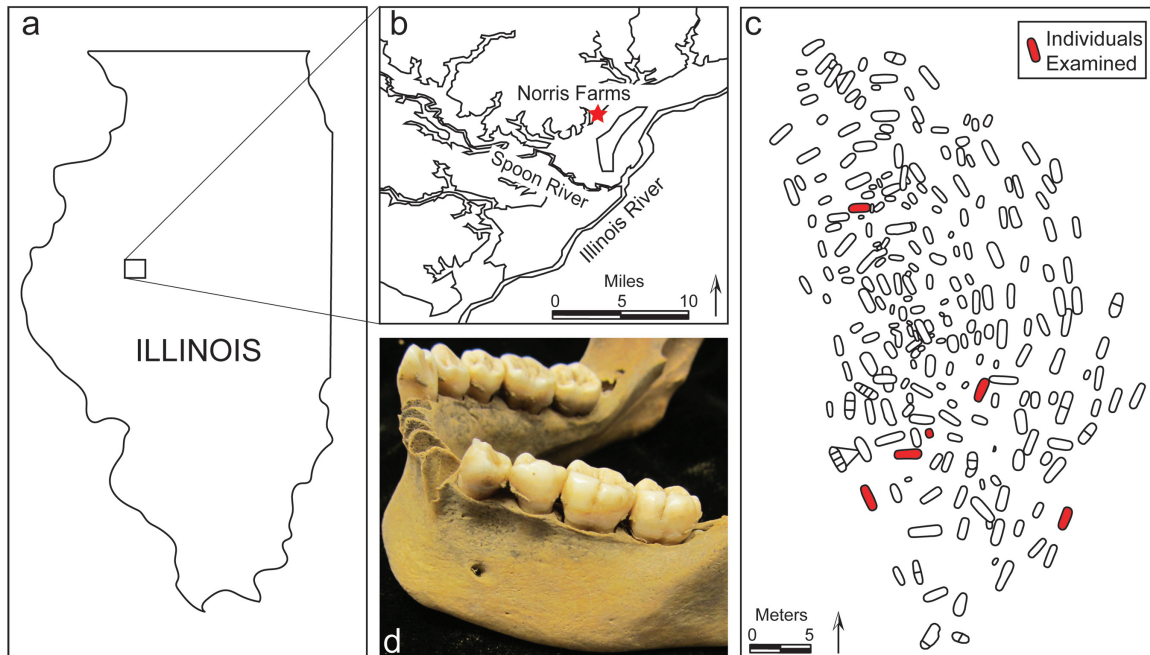 a
ILLINOIS
b
Norris Farms
Spoon River
Illinois River
Miles
0 5 10
c
Individuals
Examined
Meters
0 5
d